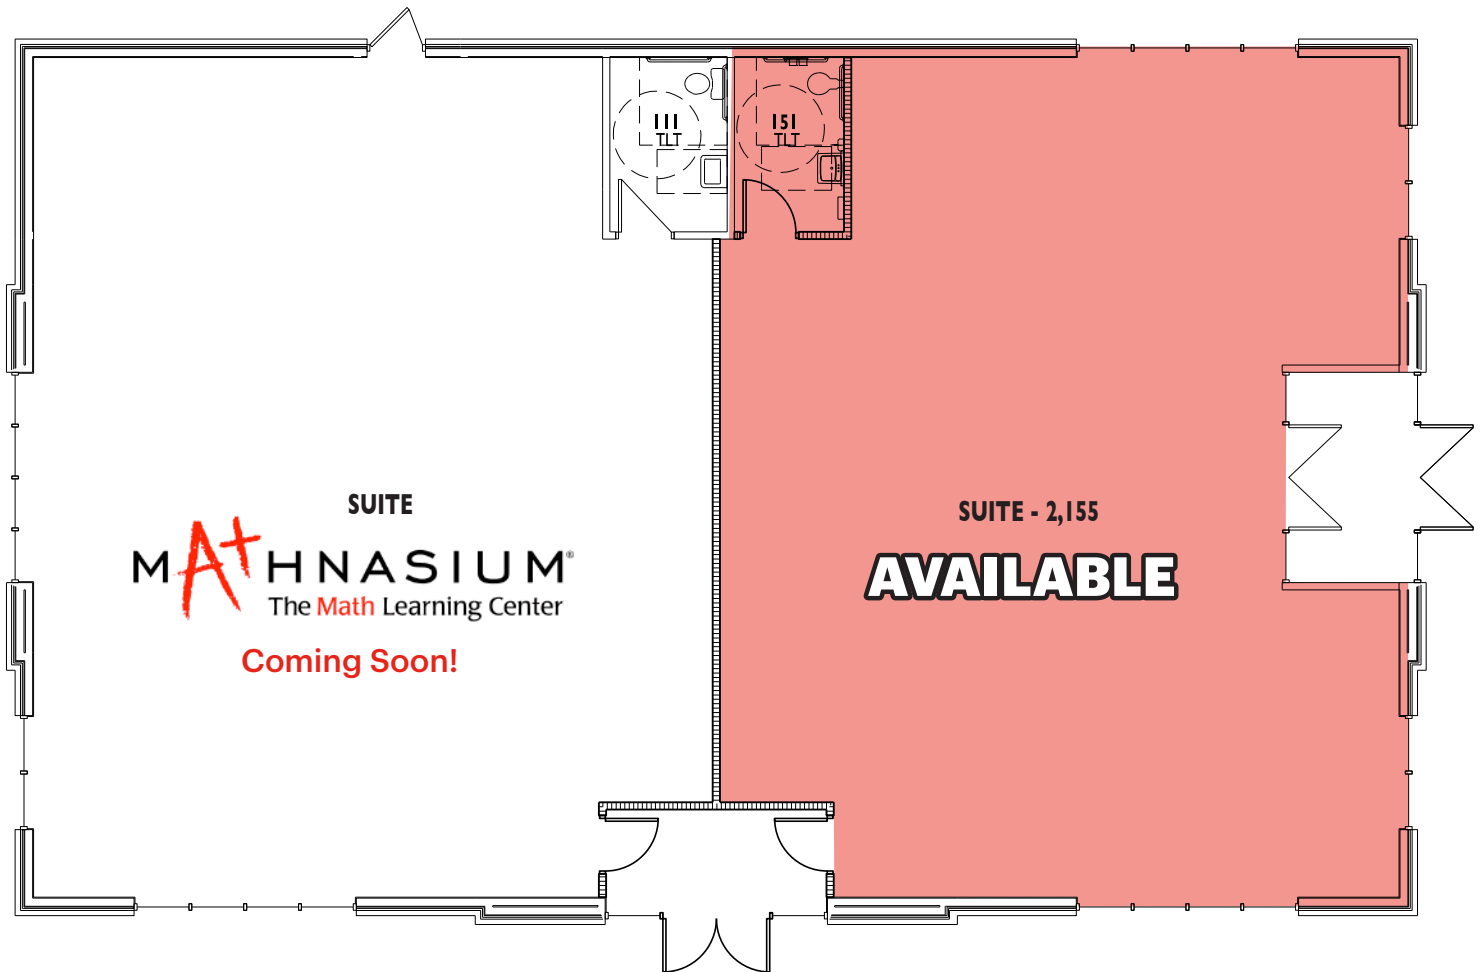 111
TLT
151
TLT
SUITE
MATHNASIUM®
The Math Learning Center
Coming Soon!
SUITE - 2,155
AVAILABLE